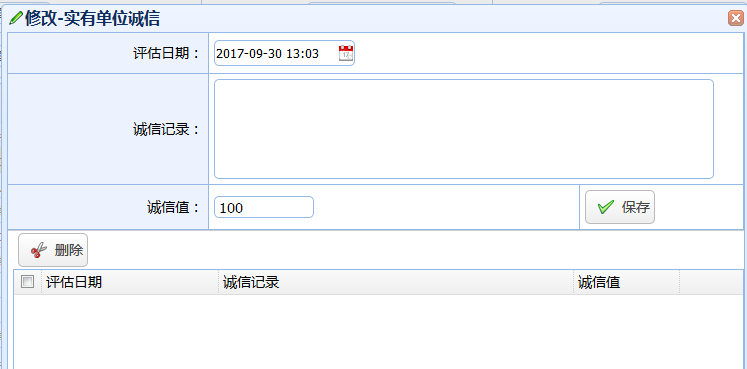 修改-实有单位诚信
评估日期：
2017-09-30 13:03
诚信记录：
诚信值：
100
保存
删除
评估日期 诚信记录 诚信值